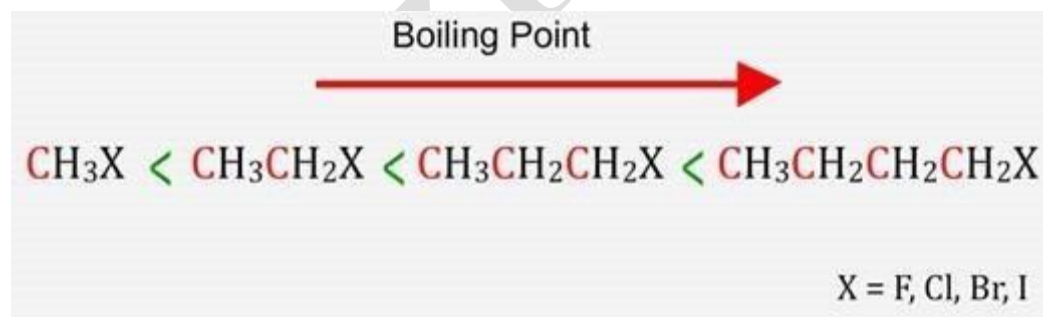 Boiling Point
CH₃X < CH₃CH₂X < CH₃CH₂CH₂X < CH₃CH₂CH₂CH₂X
X = F, Cl, Br, I